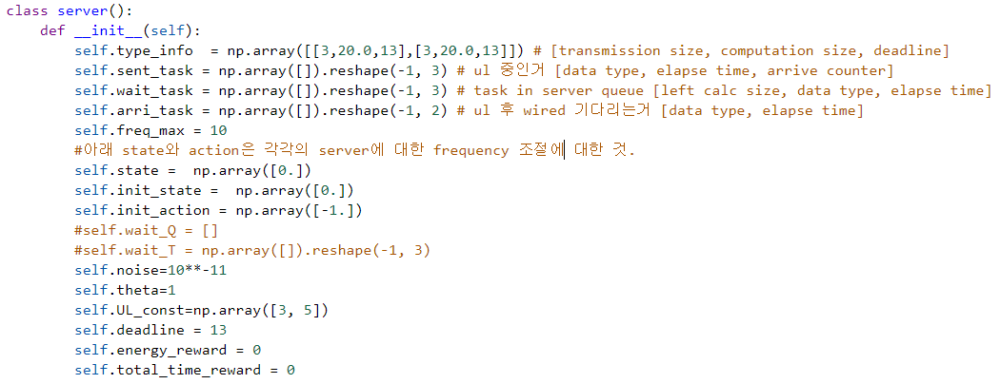 class server():
    def __init__(self):
        self.type_info  = np.array([[3,20.0,13],[3,20.0,13]]) # [transmission size, computation size, deadline]
        self.sent_task = np.array([]).reshape(-1, 3) # ul 중인거 [data type, elapse time, arrive counter]
        self.wait_task = np.array([]).reshape(-1, 3) # task in server queue [left calc size, data type, elapse time]
        self.arri_task = np.array([]).reshape(-1, 2) # ul 후 wired 기다리는거 [data type, elapse time]
        self.freq_max = 10
        #아래 state와 action은 각각의 server에 대한 frequency 조절에 대한 것.
        self.state =  np.array([0.])
        self.init_state =  np.array([0.])
        self.init_action = np.array([-1.])
        #self.wait_Q = []
        #self.wait_T = np.array([]).reshape(-1, 3)
        self.noise=10**-11
        self.theta=1
        self.UL_const=np.array([3, 5])
        self.deadline = 13
        self.energy_reward = 0
        self.total_time_reward = 0